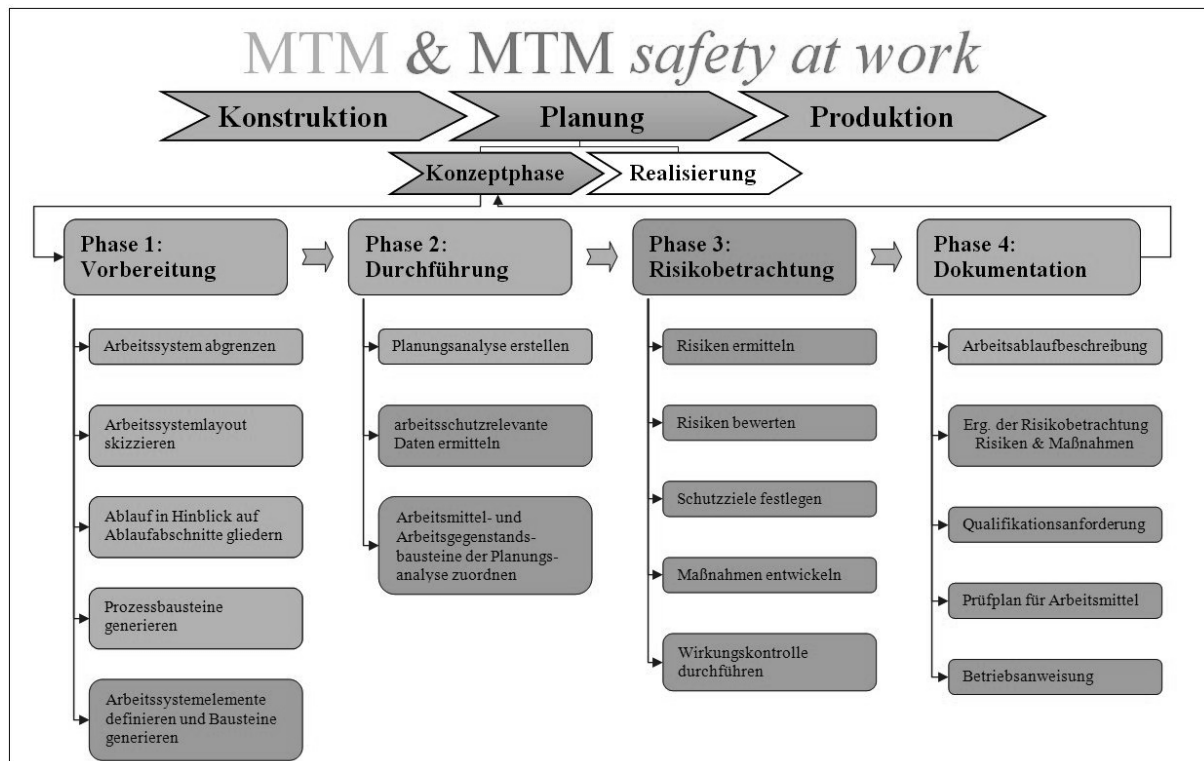 MTM & MTM safety at work
Konstruktion
Planung
Produktion
Konzeptphase
Realisierung
Phase 1:
Vorbereitung
Arbeitssystem abgrenzen
Arbeitssystemlayout
skizzieren
Ablauf in Hinblick auf
Ablaufabschnitte gliedern
Prozessbausteine
generieren
Arbeitssystemelemente
definieren und Bausteine
generieren
Phase 2:
Durchführung
Planungsanalyse erstellen
arbeitsschutzrelevante
Daten ermitteln
Arbeitsmittel- und
Arbeitsgegenstands-
bausteine der Planungs-
analyse zuordnen
Phase 3:
Risikobetrachtung
Risiken ermitteln
Risiken bewerten
Schutzziele festlegen
Maßnahmen entwickeln
Wirkungskontrolle
durchführen
Phase 4:
Dokumentation
Arbeitsablaufbeschreibung
Erg. der Risikobetrachtung
Risiken & Maßnahmen
Qualifikationsanforderung
Prüfplan für Arbeitsmittel
Betriebsanweisung